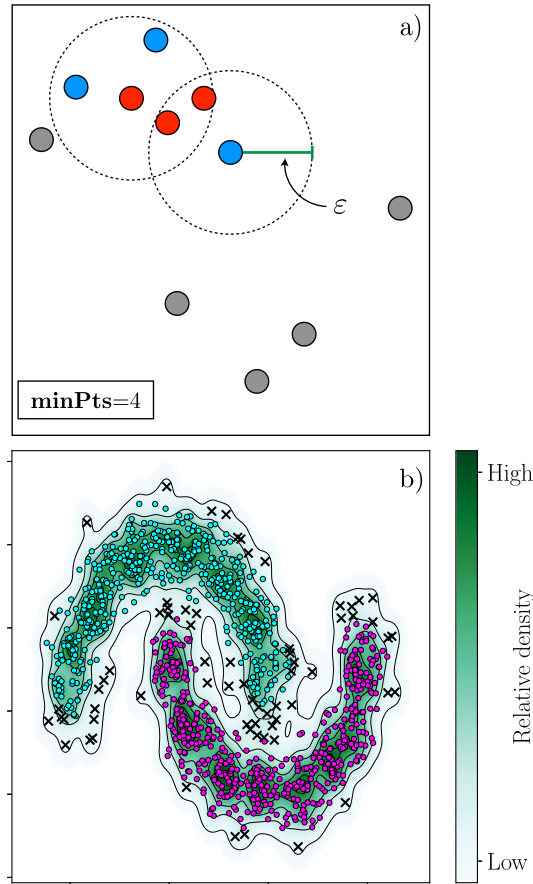 a)
ε
minPts=4
b)
High
Relative density
Low